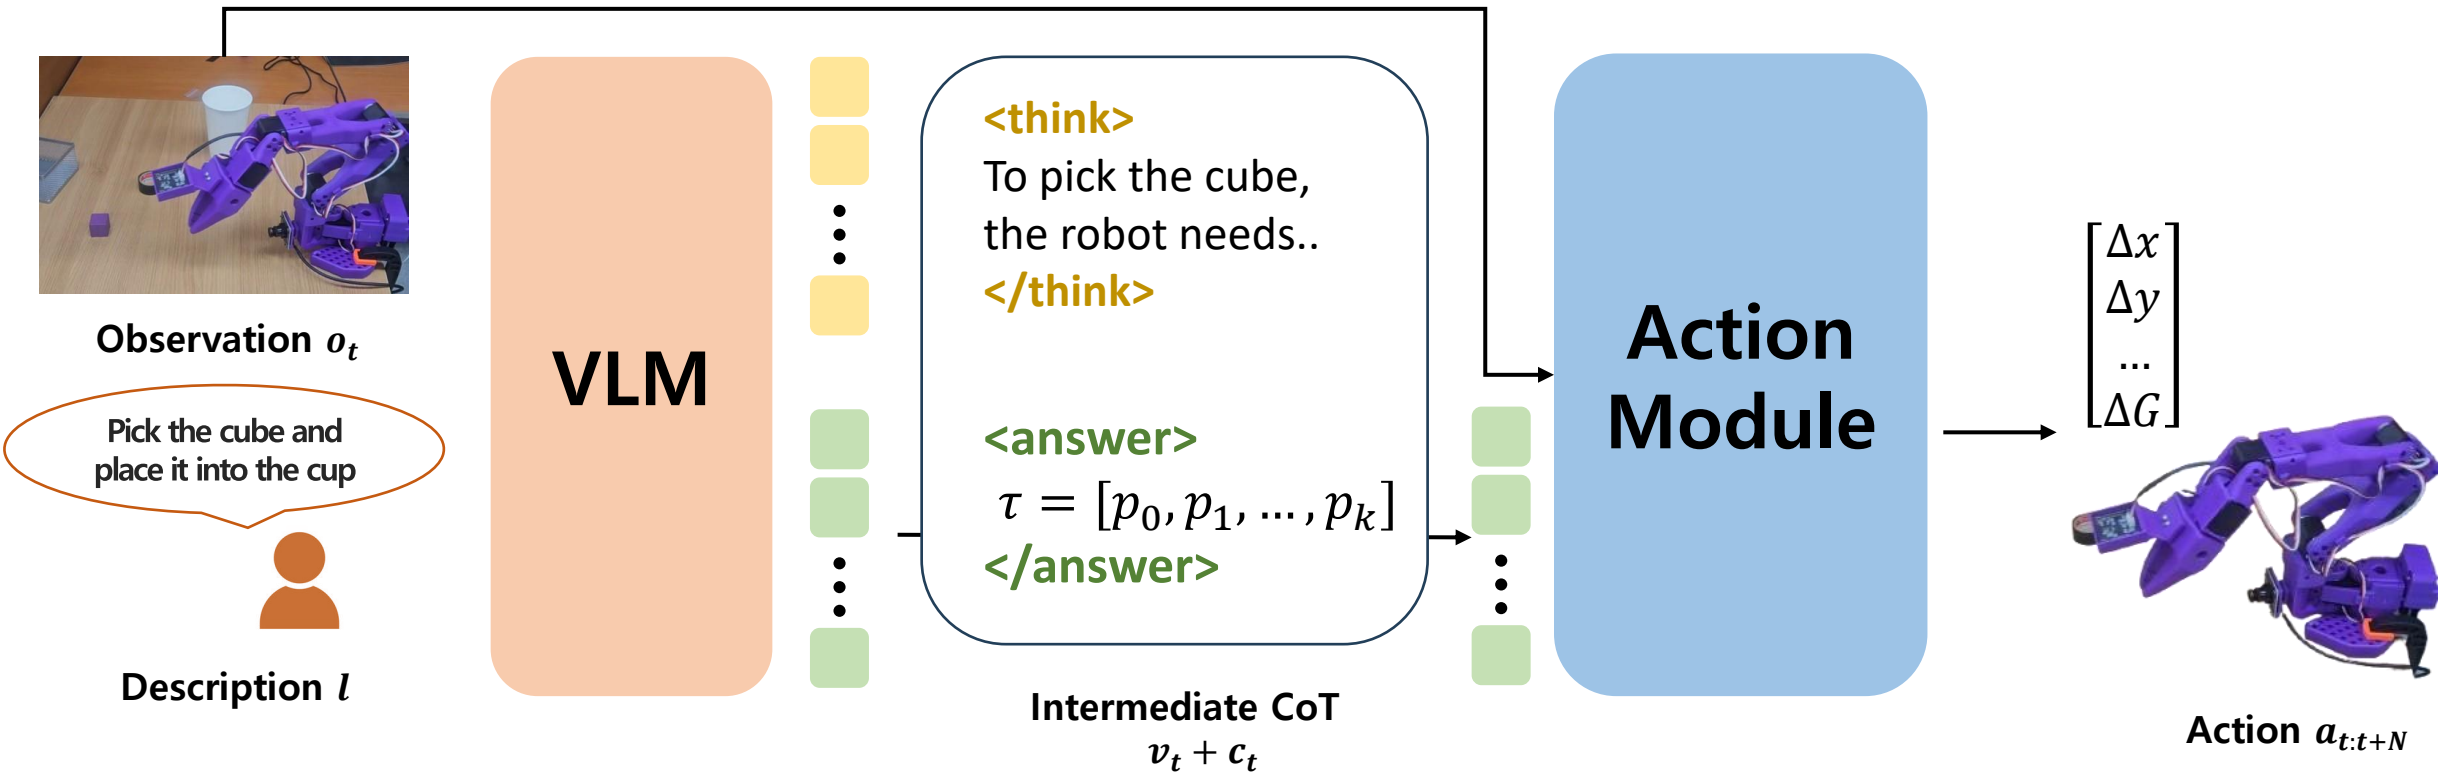 Observation o_t
Pick the cube and
place it into the cup
Description l
VLM
<think>
To pick the cube,
the robot needs..
</think>
<answer>
τ = [p_0, p_1, … , p_k]
</answer>
Intermediate CoT
v_t + c_t
Action
Module
Δx
Δy
…
ΔG
Action a_{t:t+N}